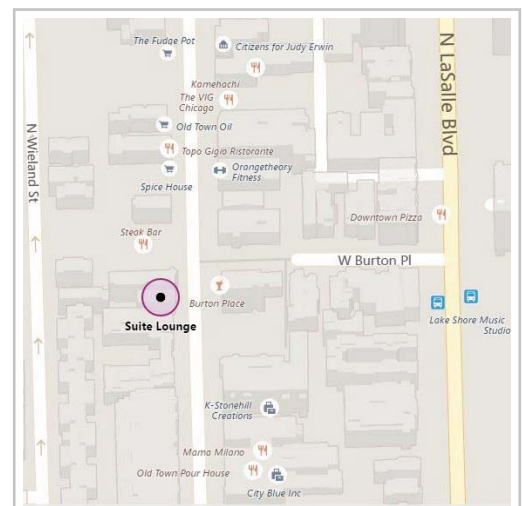 The Fudge Pot
Citizens for Judy Erwin
N LaSalle Blvd
Kamehachi
The VIG
Chicago
Old Town Oil
N Wieland St
Topo Gigio Ristorante
Orangetheory
Fitness
Spice House
Downtown Pizza
Steak Bar
W Burton Pl
Burton Place
Suite Lounge
Lake Shore Music
Studio
K-Stonehill
Creations
Mama Milano
Old Town Pour House
City Blue Inc